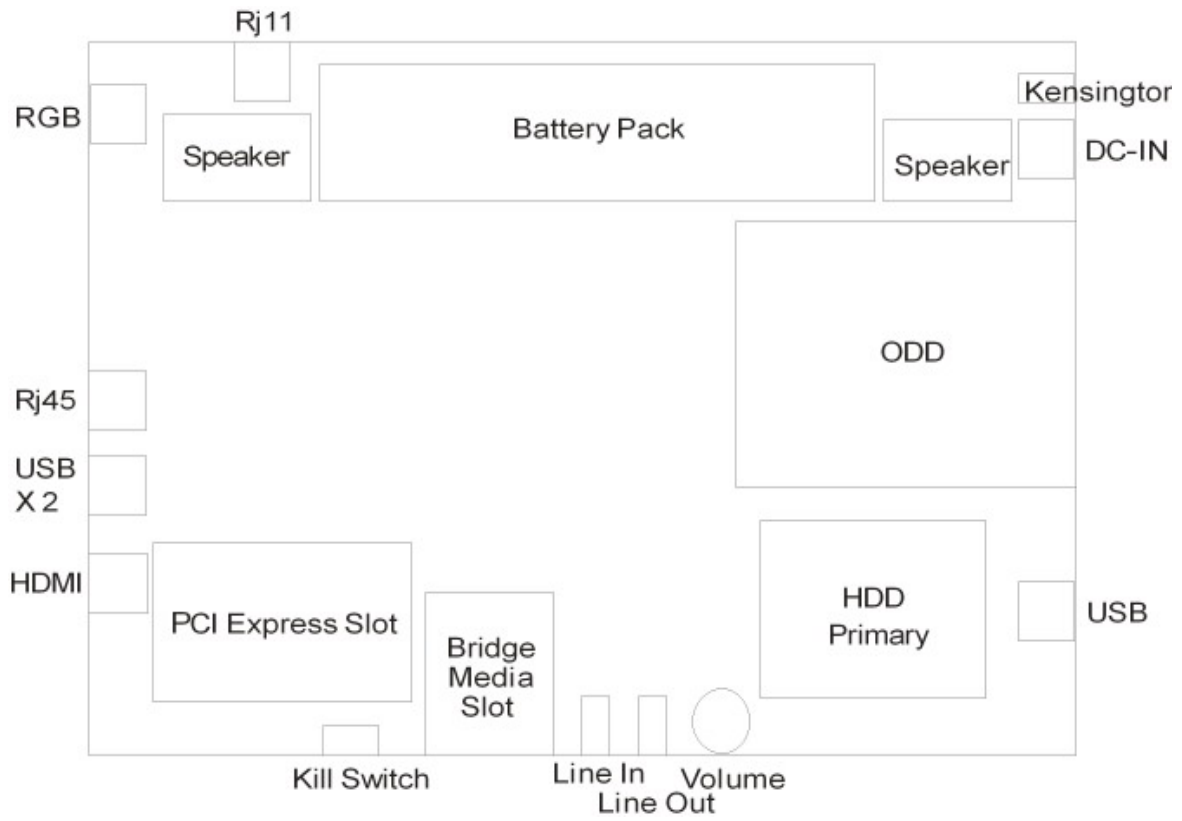 Rj11
RGB
Speaker
Battery Pack
Speaker
Kensingtor
DC-IN
ODD
Rj45
USB
X 2
HDMI
PCI Express Slot
Bridge
Media
Slot
HDD
Primary
USB
Kill Switch
Line In
Line Out
Volume